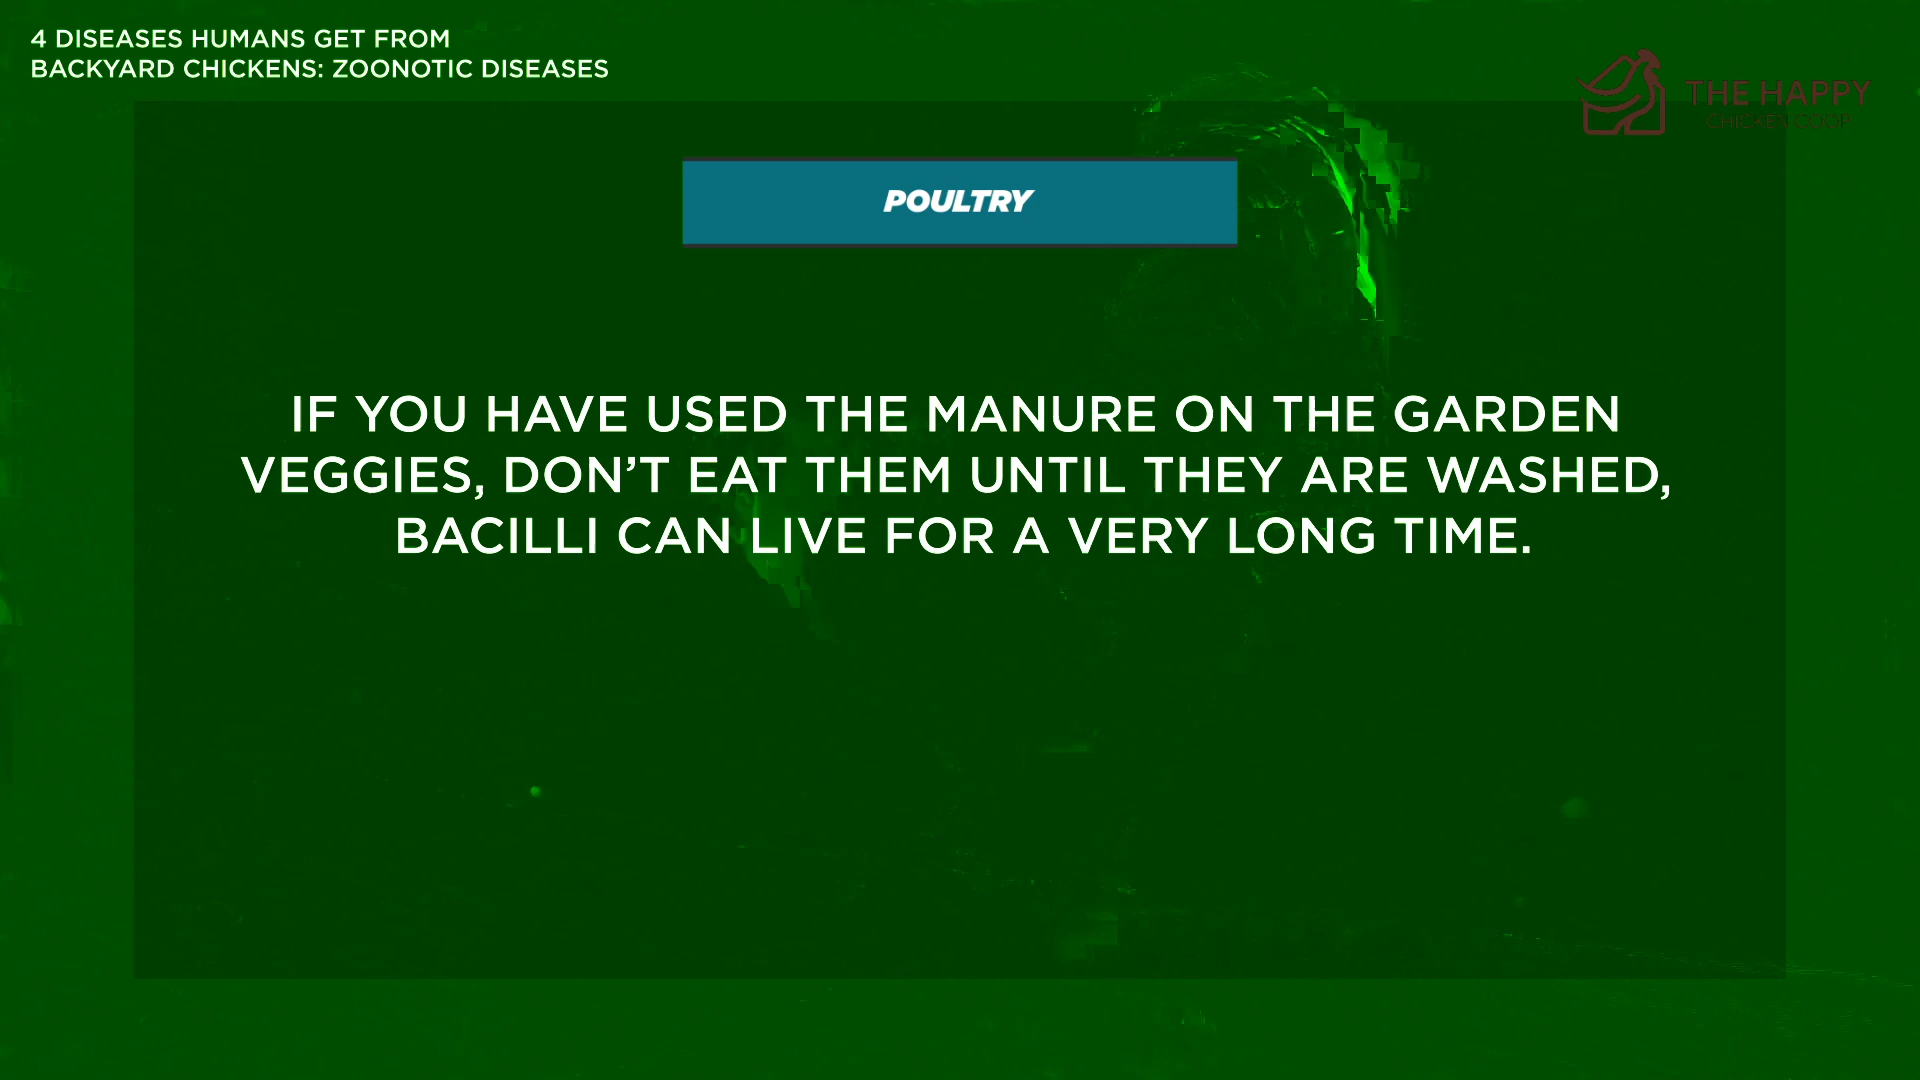 4 DISEASES HUMANS GET FROM
BACKYARD CHICKENS: ZOONOTIC DISEASES
THE HAPPY
CHICKEN COOP
POULTRY
IF YOU HAVE USED THE MANURE ON THE GARDEN
VEGGIES, DON’T EAT THEM UNTIL THEY ARE WASHED,
BACILLI CAN LIVE FOR A VERY LONG TIME.